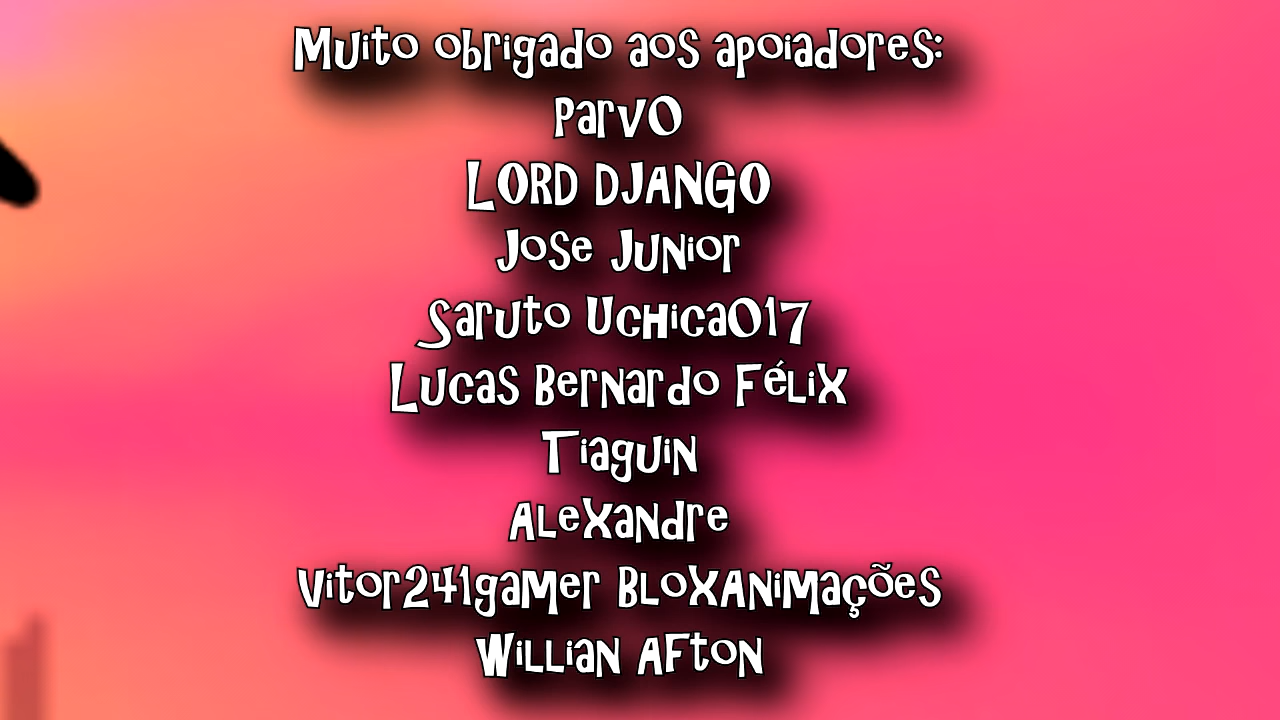 Muito obrigado aos apoiadores:
Parvo
LORD DJANGO
Jose Junior
Saruto Uchica017
Lucas Bernardo Félix
Tiaguin
Alexandre
Vitor241gamer BloxAnimações
Willian Afton